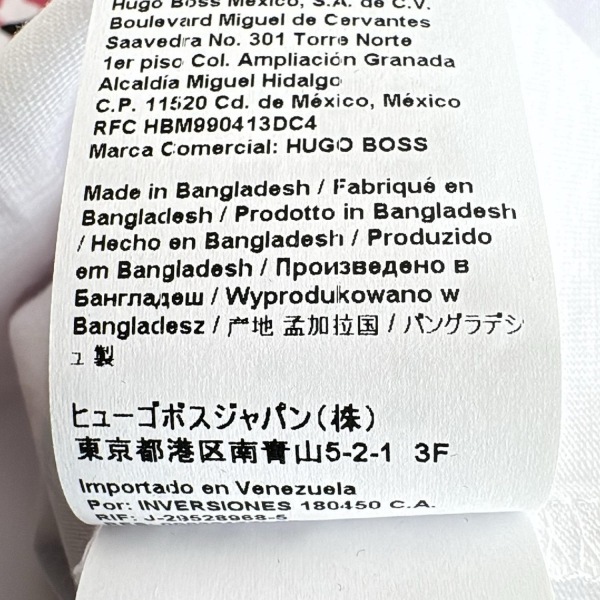 Hugo Boss México, S.A. de C.V.
Boulevard Miguel de Cervantes
Saavedra No. 301 Torre Norte
1er piso Col. Ampliación Granada
Alcaldía Miguel Hidalgo
C.P. 11520 Cd. de México, México
RFC HBM990413DC4
Marca Comercial: HUGO BOSS
Made in Bangladesh / Fabriqué en
Bangladesh / Prodotto in Bangladesh
/ Hecho en Bangladesh / Produzido
em Bangladesh / Произведено в
Бангладеш / Wyprodukowano w
Bangladesz / 产地 孟加拉国 / バングラデシ
ュ 製
ヒューゴボスジャパン(株)
東京都港区南青山5-2-1 3F
Importado en Venezuela
Por: INVERSIONES 180450 C.A.
RIF: J-29528968-5